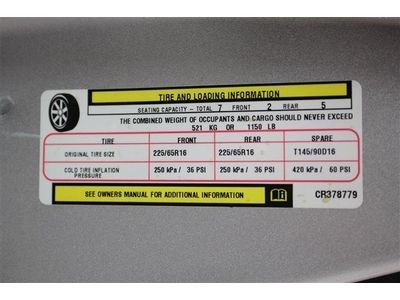 TIRE AND LOADING INFORMATION
SEATING CAPACITY - TOTAL 7 FRONT 2 REAR 5
THE COMBINED WEIGHT OF OCCUPANTS AND CARGO SHOULD NEVER EXCEED
521 KG OR 1150 LB
TIRE FRONT REAR SPARE
ORIGINAL TIRE SIZE 225/65R16 225/65R16 T145/90D16
COLD TIRE INFLATION PRESSURE 250 kPa / 36 PSI 250 kPa / 36 PSI 420 kPa / 60 PSI
SEE OWNERS MANUAL FOR ADDITIONAL INFORMATION CR378779